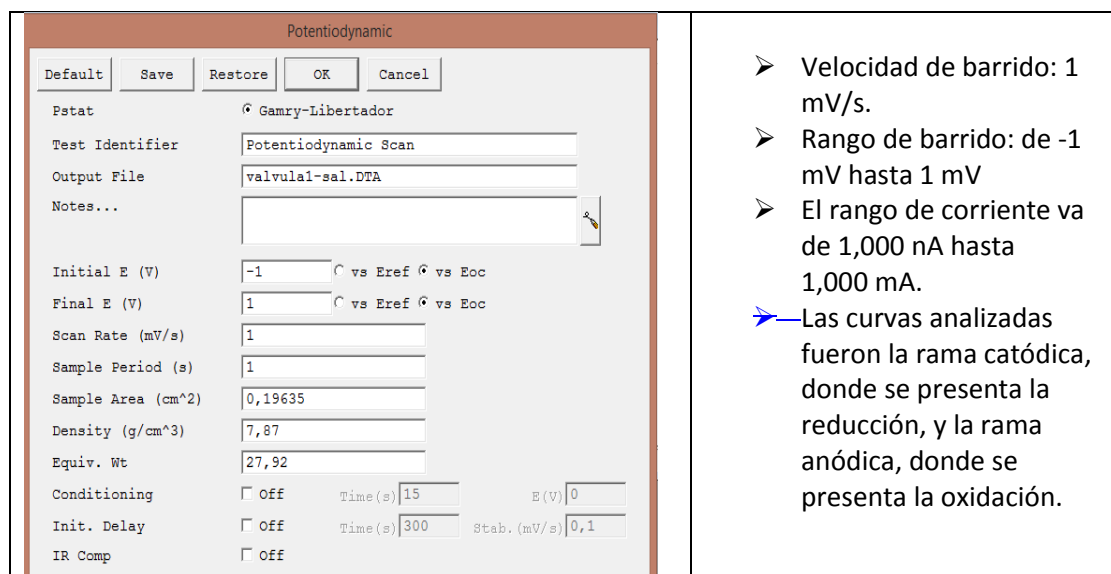 Potentiodynamic
Default Save Restore OK Cancel
Pstat Gamry-Libertador
Test Identifier Potentiodynamic Scan
Output File valvula1-sal.DTA
Notes...
Initial E (V) -1 vs Eref vs Eoc
Final E (V) 1 vs Eref vs Eoc
Scan Rate (mV/s) 1
Sample Period (s) 1
Sample Area (cm^2) 0,19635
Density (g/cm^3) 7,87
Equiv. Wt 27,92
Conditioning Off Time(s) 15 E(V) 0
Init. Delay Off Time(s) 300 Stab.(mV/s) 0,1
IR Comp Off
➤ Velocidad de barrido: 1
mV/s.
➤ Rango de barrido: de -1
mV hasta 1 mV
➤ El rango de corriente va
de 1,000 nA hasta
1,000 mA.
➤ Las curvas analizadas
fueron la rama catódica,
donde se presenta la
reducción, y la rama
anódica, donde se
presenta la oxidación.